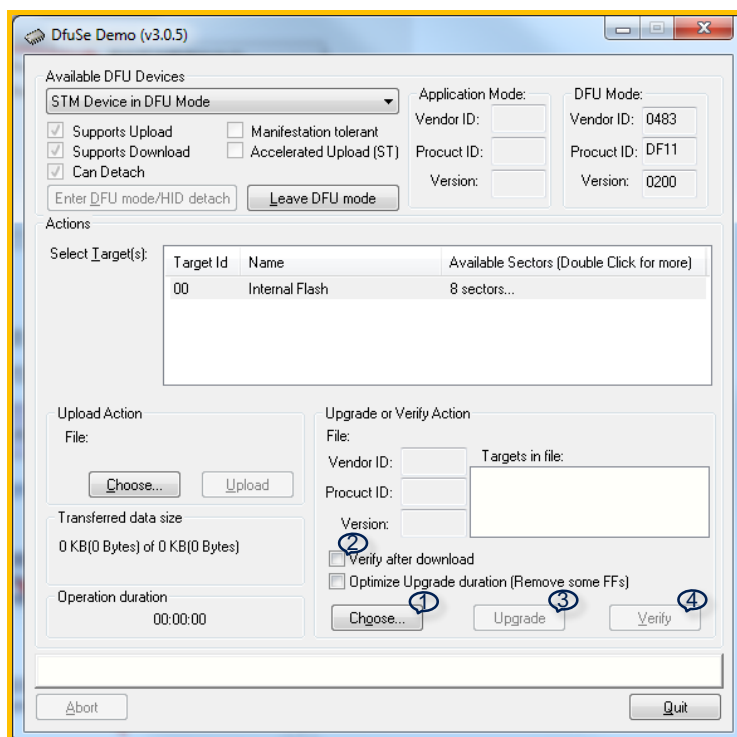 DfuSe Demo (v3.0.5)
Available DFU Devices
STM Device in DFU Mode
Supports Upload
Manifestation tolerant
Supports Download
Accelerated Upload (ST)
Can Detach
Enter DFU mode/HID detach
Leave DFU mode
Application Mode:
Vendor ID:
Procuct ID:
Version:
DFU Mode:
Vendor ID: 0483
Procuct ID: DF11
Version: 0200
Actions
Select Target(s):
Target Id Name Available Sectors (Double Click for more)
00 Internal Flash 8 sectors...
Upload Action
File:
Choose... Upload
Transferred data size
0 KB(0 Bytes) of 0 KB(0 Bytes)
Operation duration
00:00:00
Upgrade or Verify Action
File:
Vendor ID:
Targets in file:
Procuct ID:
Version:
2
Verify after download
Optimize Upgrade duration (Remove some FFs)
1 3 4
Choose... Upgrade Verify
Abort Quit